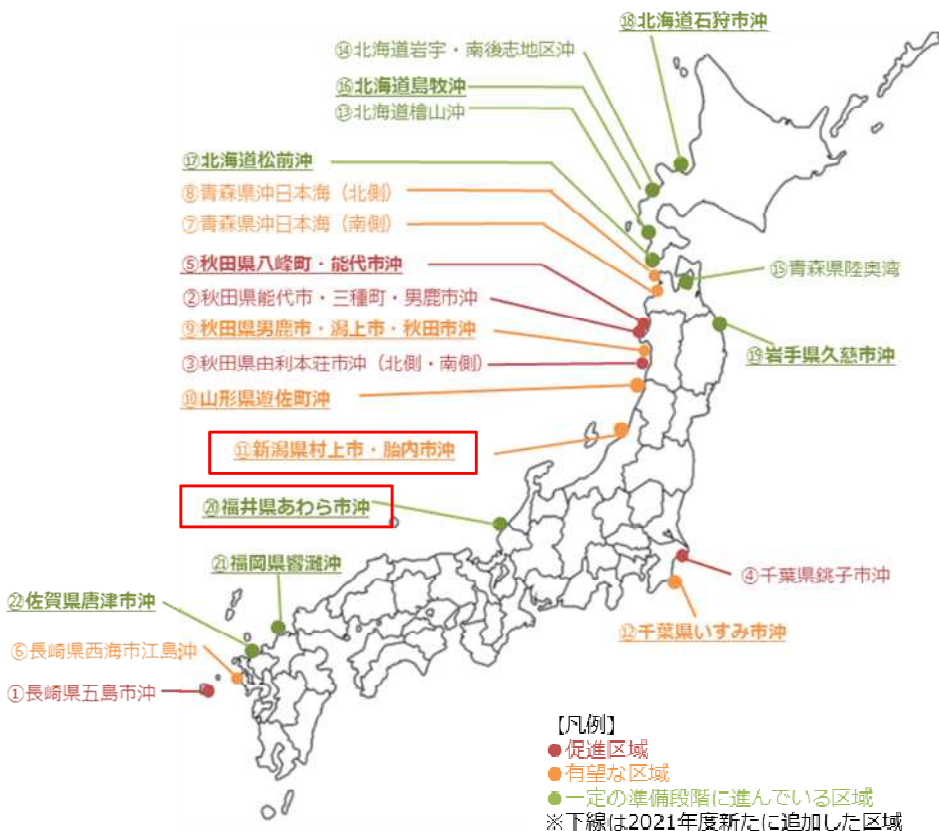 ⑱北海道石狩市沖
⑭北海道岩宇・南後志地区沖
⑯北海道島牧沖
⑬北海道檜山沖
⑰北海道松前沖
⑧青森県沖日本海（北側）
⑦青森県沖日本海（南側）
⑤秋田県八峰町・能代市沖
⑮青森県陸奥湾
②秋田県能代市・三種町・男鹿市沖
⑨秋田県男鹿市・潟上市・秋田市沖
⑲岩手県久慈市沖
③秋田県由利本荘市沖（北側・南側）
⑩山形県遊佐町沖
⑪新潟県村上市・胎内市沖
⑳福井県あわら市沖
㉑福岡県響灘沖
④千葉県銚子市沖
㉒佐賀県唐津市沖
⑫千葉県いすみ市沖
⑥長崎県西海市江島沖
①長崎県五島市沖
【凡例】
●促進区域
●有望な区域
●一定の準備段階に進んでいる区域
※下線は2021年度新たに追加した区域